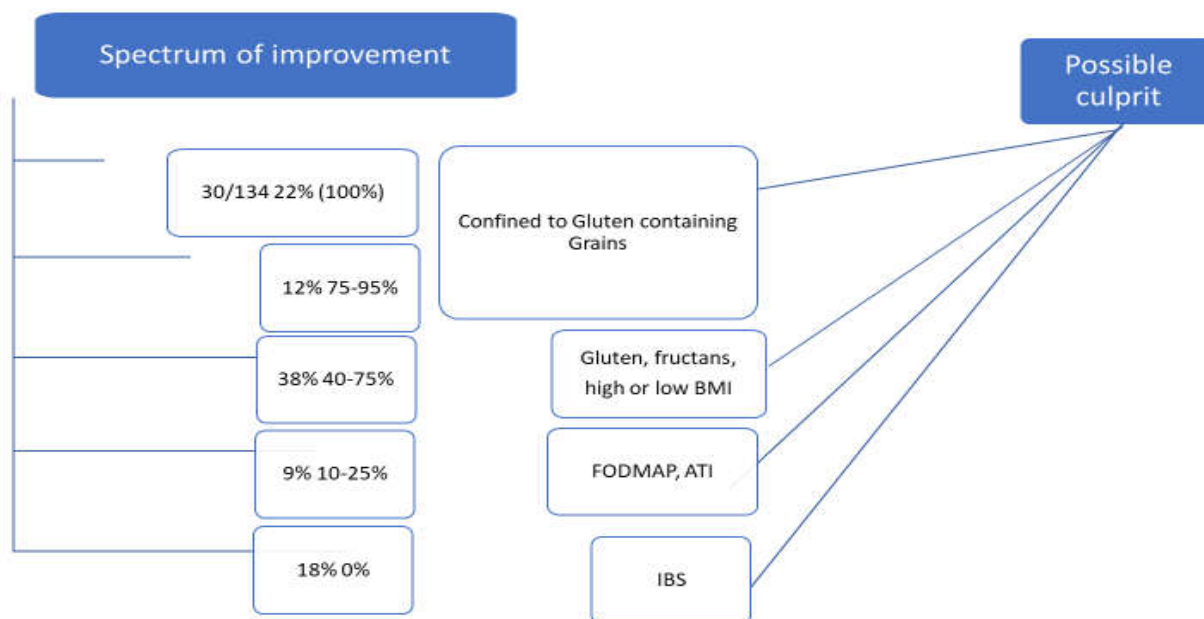 Spectrum of improvement
Possible
culprit
30/134 22% (100%)
Confined to Gluten containing
Grains
12% 75-95%
38% 40-75%
Gluten, fructans,
high or low BMI
9% 10-25%
FODMAP, ATI
18% 0%
IBS